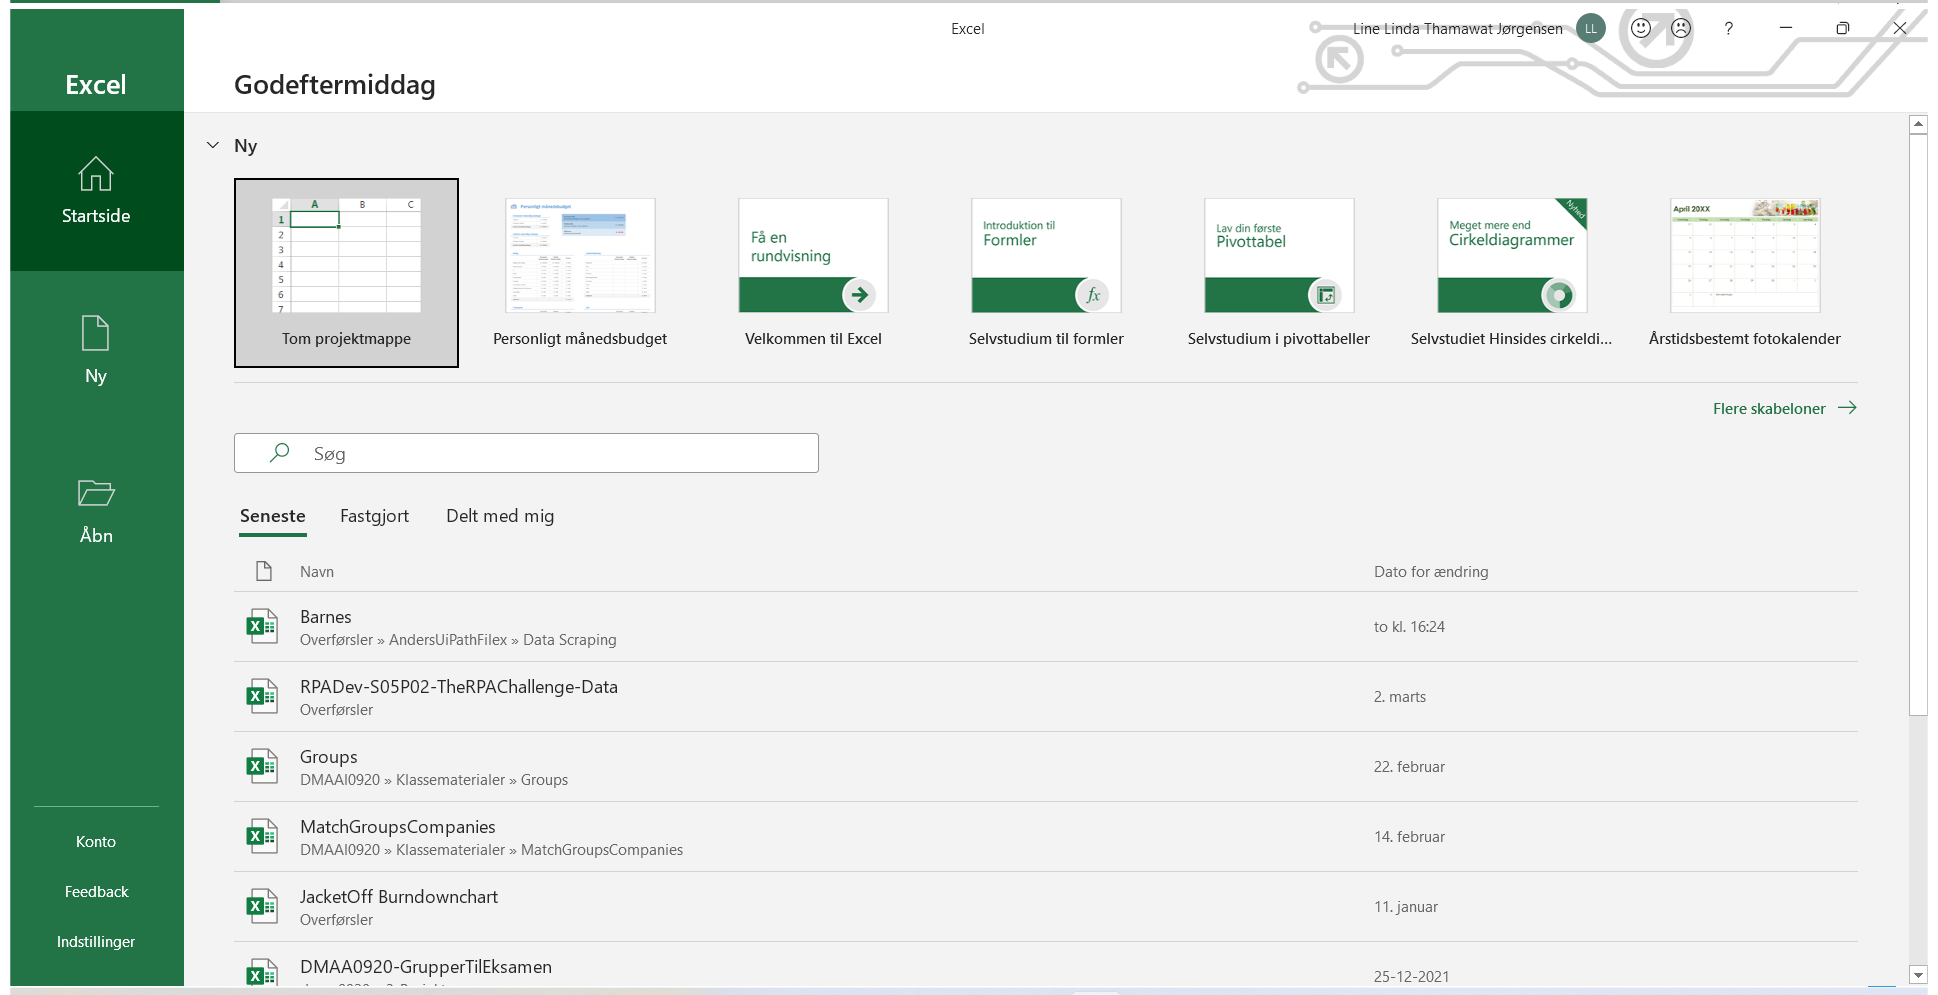 Excel
Line Linda Thamawat Jørgensen
LL
?
Excel
Godeftermiddag
Startside
Ny
Åbn
Konto
Feedback
Indstillinger
Ny
A B C
1
2
3
4
5
6
7
Tom projektmappe
Personligt månedsbudget
Personligt månedsbudget
Få en
rundvisning
Velkommen til Excel
Introduktion til
Formler
fx
Selvstudium til formler
Lav din første
Pivottabel
Selvstudium i pivottabeller
Nyhed
Meget mere end
Cirkeldiagrammer
Selvstudiet Hinsides cirkeldi...
April 20XX
Årstidsbestemt fotokalender
Flere skabeloner
Søg
Seneste Fastgjort Delt med mig
Navn Dato for ændring
Barnes
Overførsler » AndersUiPathFilex » Data Scraping
to kl. 16:24
RPADev-S05P02-TheRPAChallenge-Data
Overførsler
2. marts
Groups
DMAAI0920 » Klassematerialer » Groups
22. februar
MatchGroupsCompanies
DMAAI0920 » Klassematerialer » MatchGroupsCompanies
14. februar
JacketOff Burndownchart
Overførsler
11. januar
DMAA0920-GrupperTilEksamen
25-12-2021